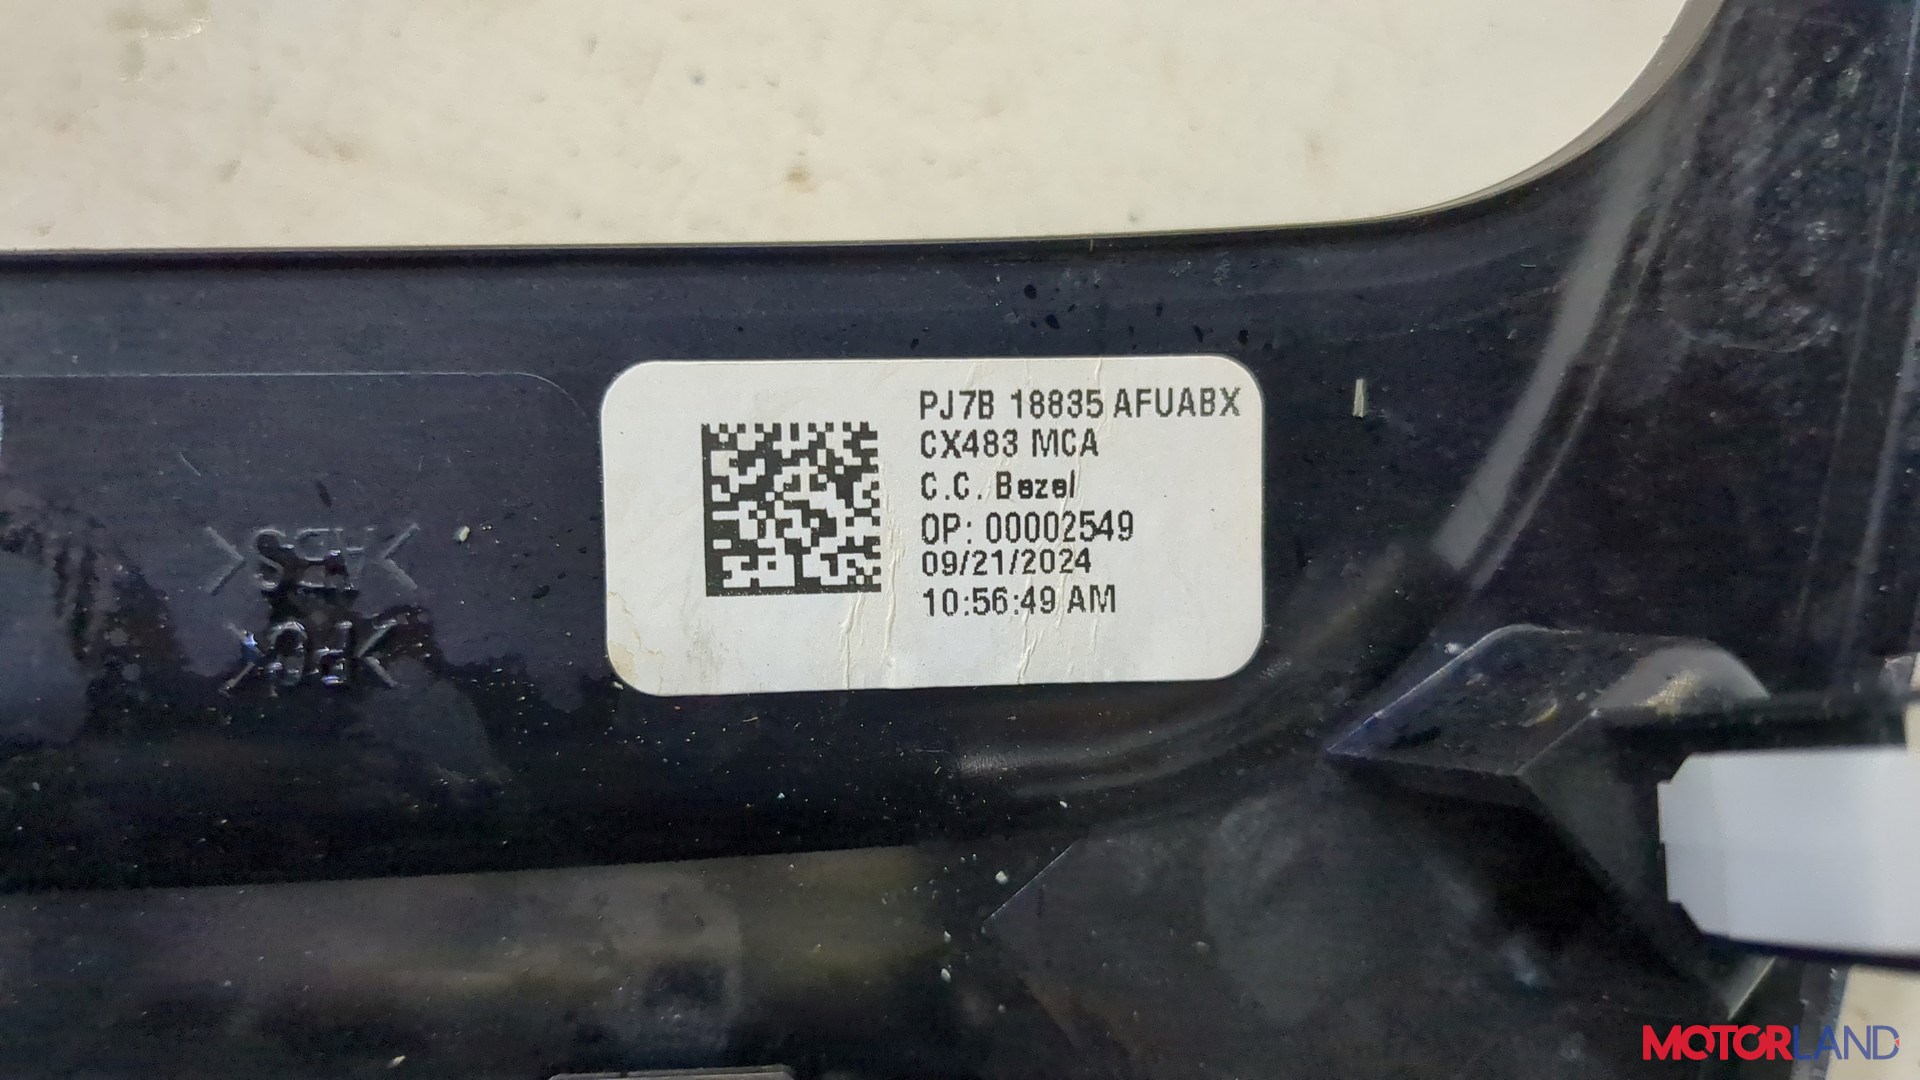 PJ7B 18835 AFUABX
CX483 MCA
C.C. Bezel
OP: 00002549
09/21/2024
10:56:49 AM
MOTORLAND